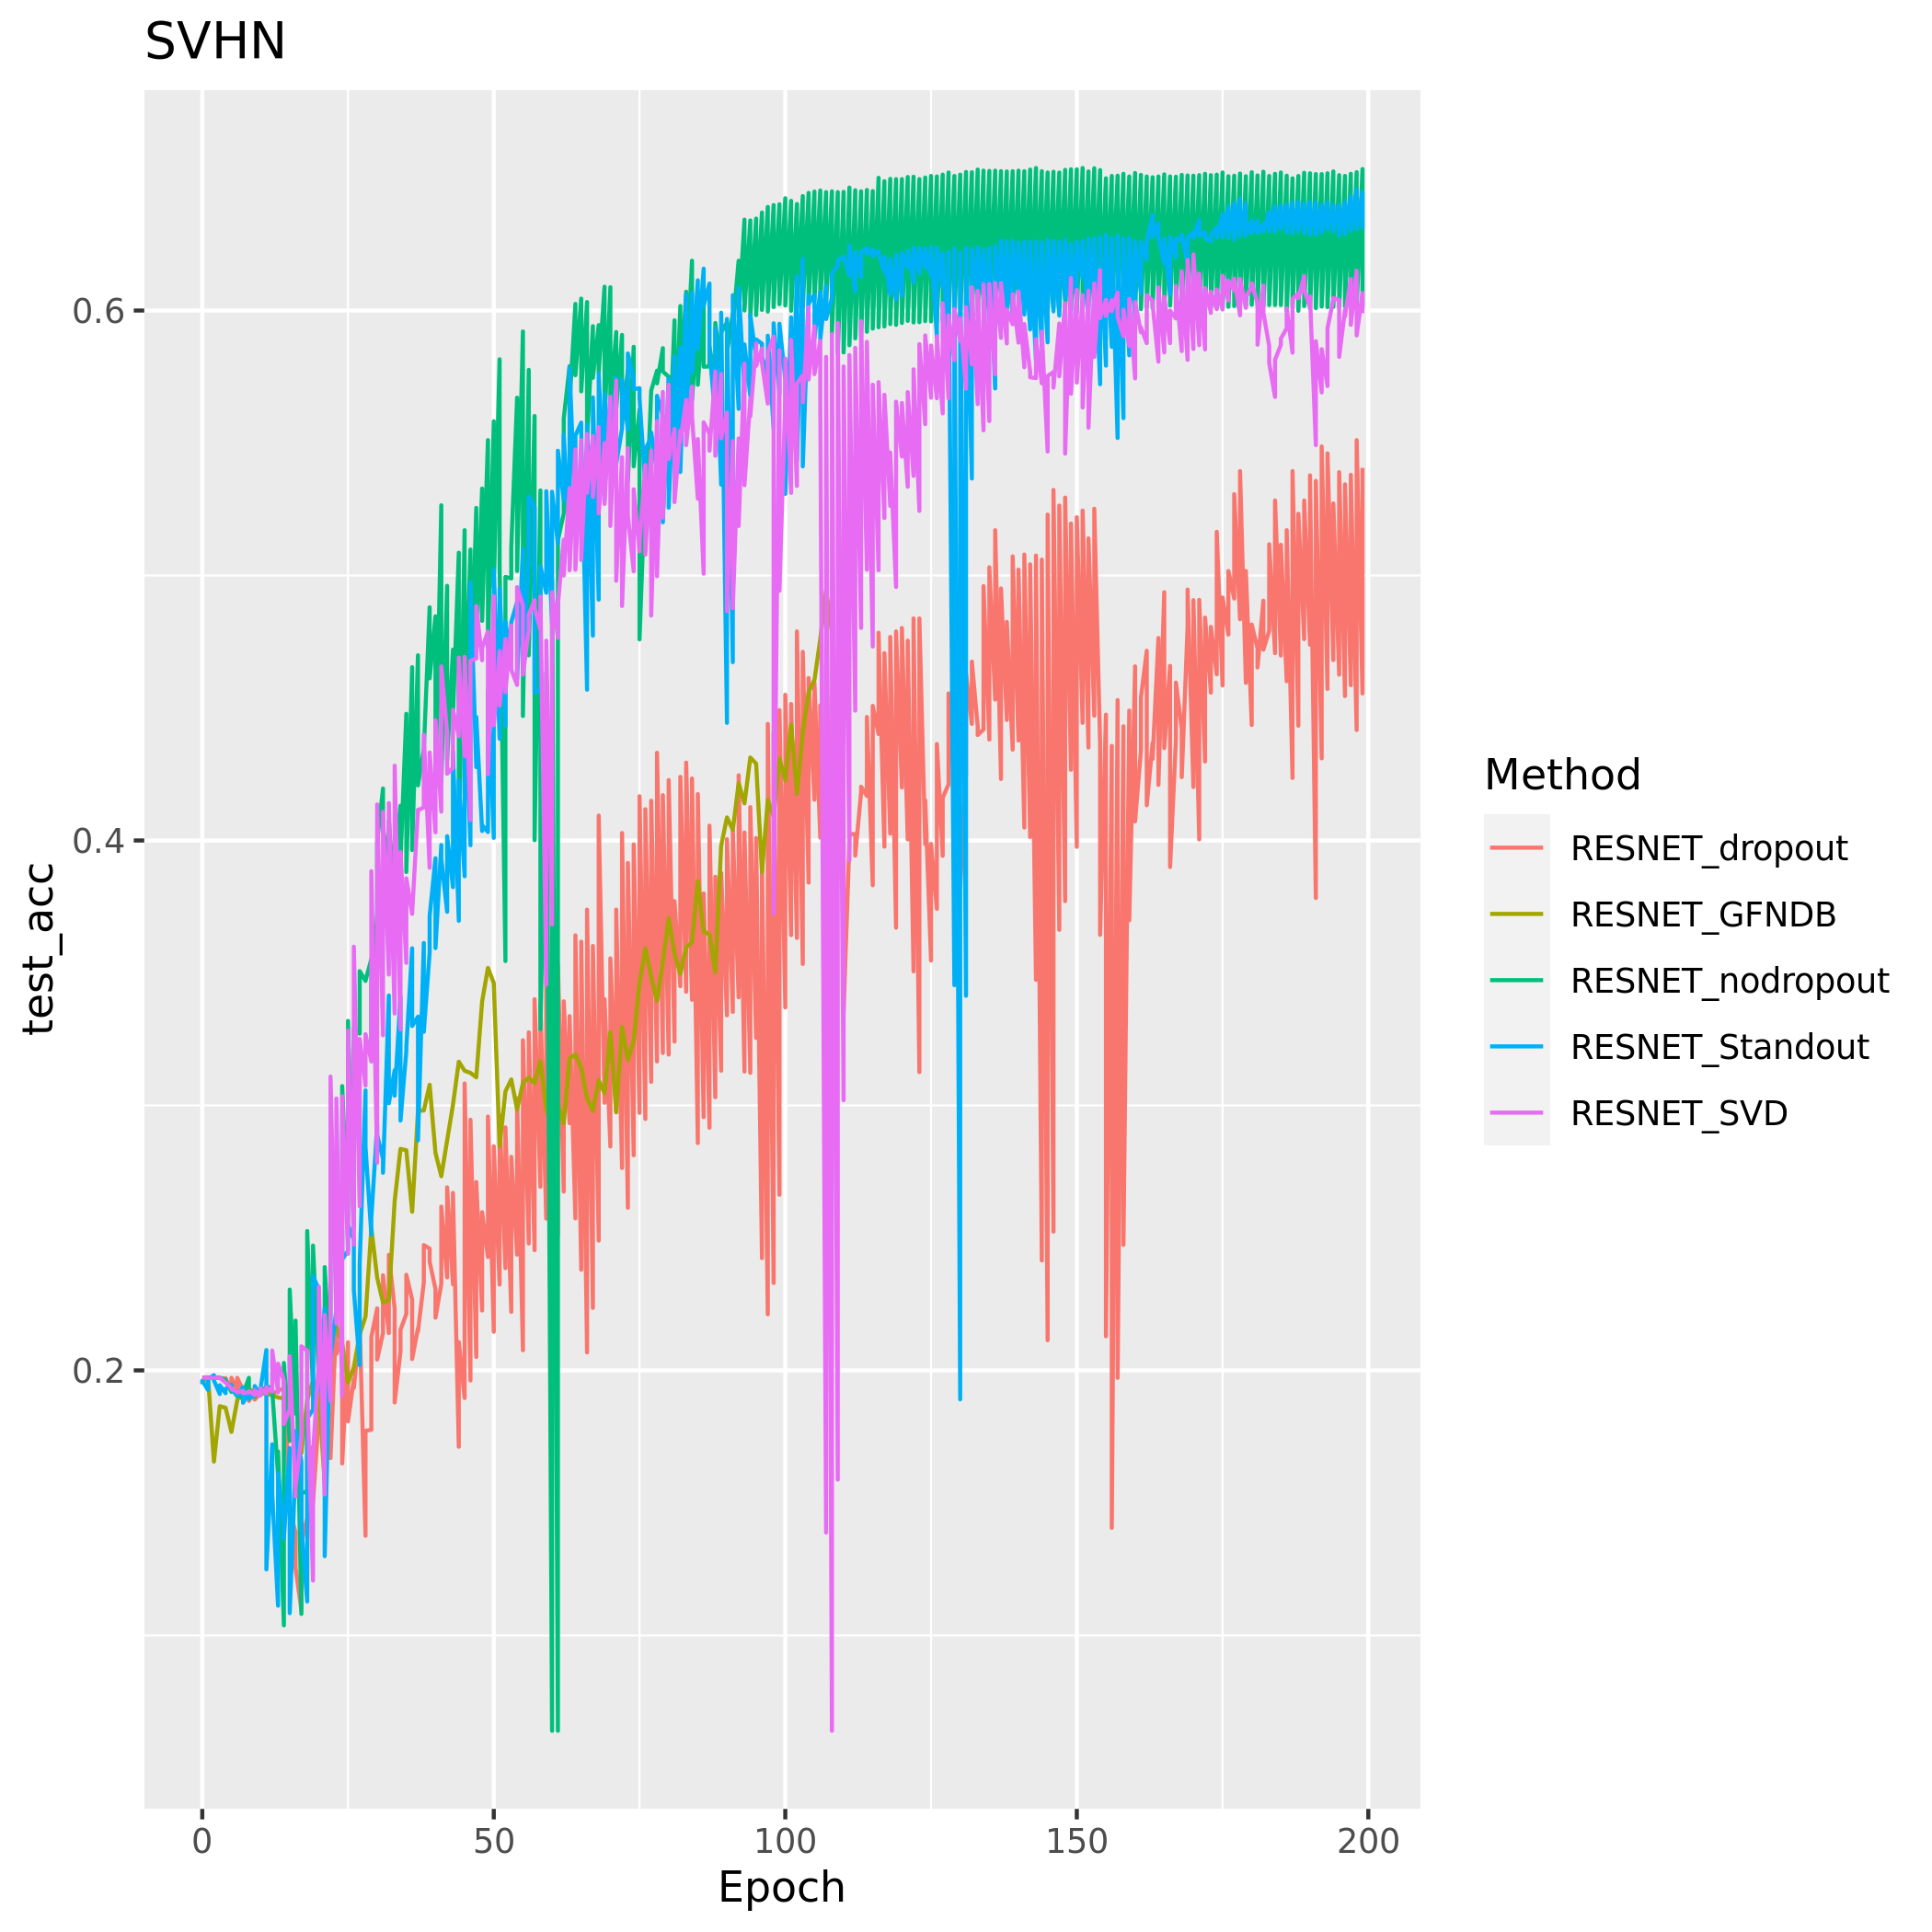 SVHN
test_acc
0.6
0.4
0.2
0
50
100
150
200
Epoch
Method
RESNET_dropout
RESNET_GFNDB
RESNET_nodropout
RESNET_Standout
RESNET_SVD